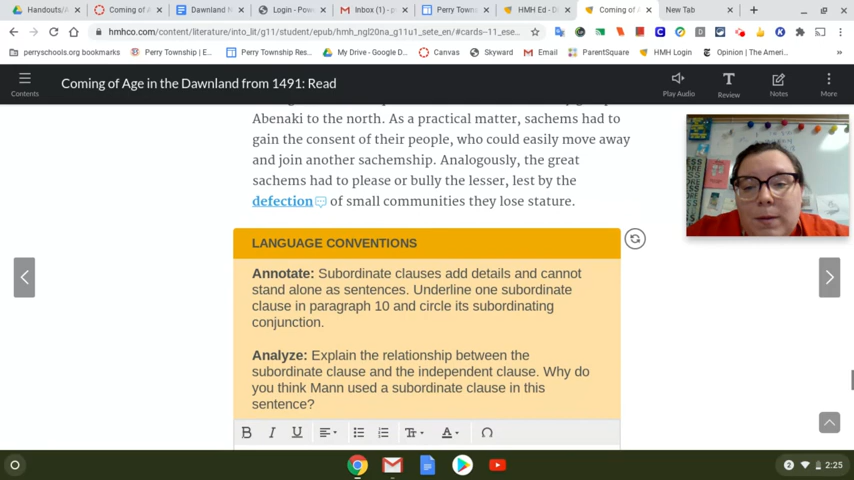 Handouts/A
Coming of A
Dawnland N
Login - Pow
Inbox (1) - p
Perry Town
HMH Ed - D
Coming of A
New Tab
hmhco.com/content/literature/into_lit/g11/student/epub/hmh_ngl20na_g11u1_sete_en/#cards--11_ese...
perryschools.org bookmarks
Perry Township | E...
Perry Township Res...
My Drive - Google D...
Canvas
Skyward
Email
ParentSquare
HMH Login
Opinion | The Ameri...
Contents
Coming of Age in the Dawnland from 1491: Read
Play Audio
Review
Notes
More
Abenaki to the north. As a practical matter, sachems had to
gain the consent of their people, who could easily move away
and join another sachemship. Analogously, the great
sachems had to please or bully the lesser, lest by the
defection of small communities they lose stature.
LANGUAGE CONVENTIONS
Annotate: Subordinate clauses add details and cannot
stand alone as sentences. Underline one subordinate
clause in paragraph 10 and circle its subordinating
conjunction.
Analyze: Explain the relationship between the
subordinate clause and the independent clause. Why do
you think Mann used a subordinate clause in this
sentence?
B I U
2 2:25